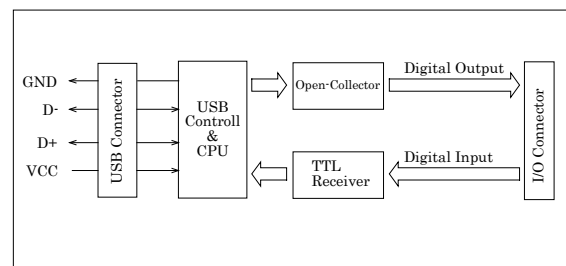 GND
D-
D+
VCC
USB Connector
USB
Controll
&
CPU
Open-Collector
Digital Output
TTL
Receiver
Digital Input
I/O Connector